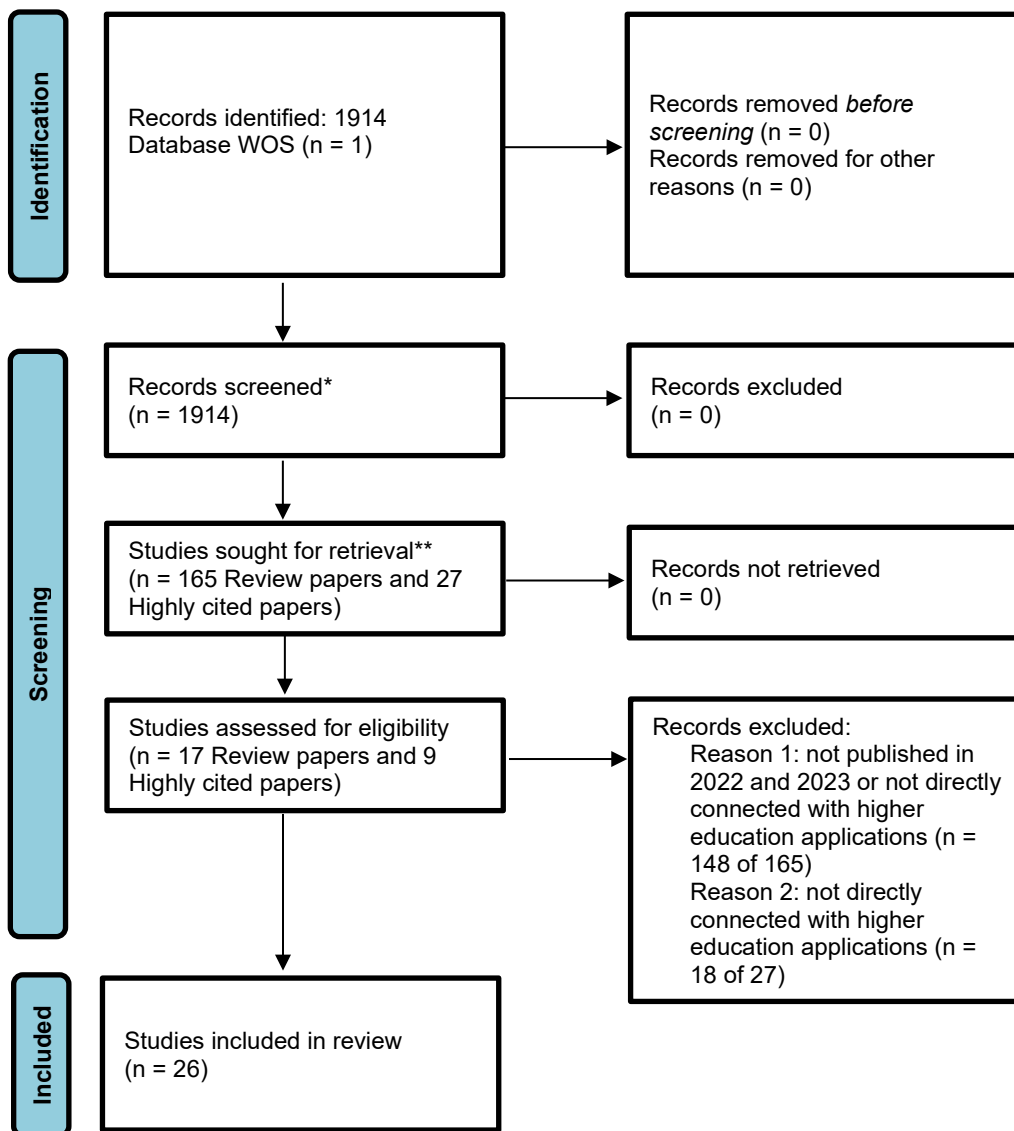 Identification
Records identified: 1914
Database WOS (n = 1)
Records removed before
screening (n = 0)
Records removed for other
reasons (n = 0)
Screening
Records screened*
(n = 1914)
Records excluded
(n = 0)
Studies sought for retrieval**
(n = 165 Review papers and 27
Highly cited papers)
Records not retrieved
(n = 0)
Studies assessed for eligibility
(n = 17 Review papers and 9
Highly cited papers)
Records excluded:
Reason 1: not published in
2022 and 2023 or not directly
connected with higher
education applications (n =
148 of 165)
Reason 2: not directly
connected with higher
education applications (n =
18 of 27)
Included
Studies included in review
(n = 26)